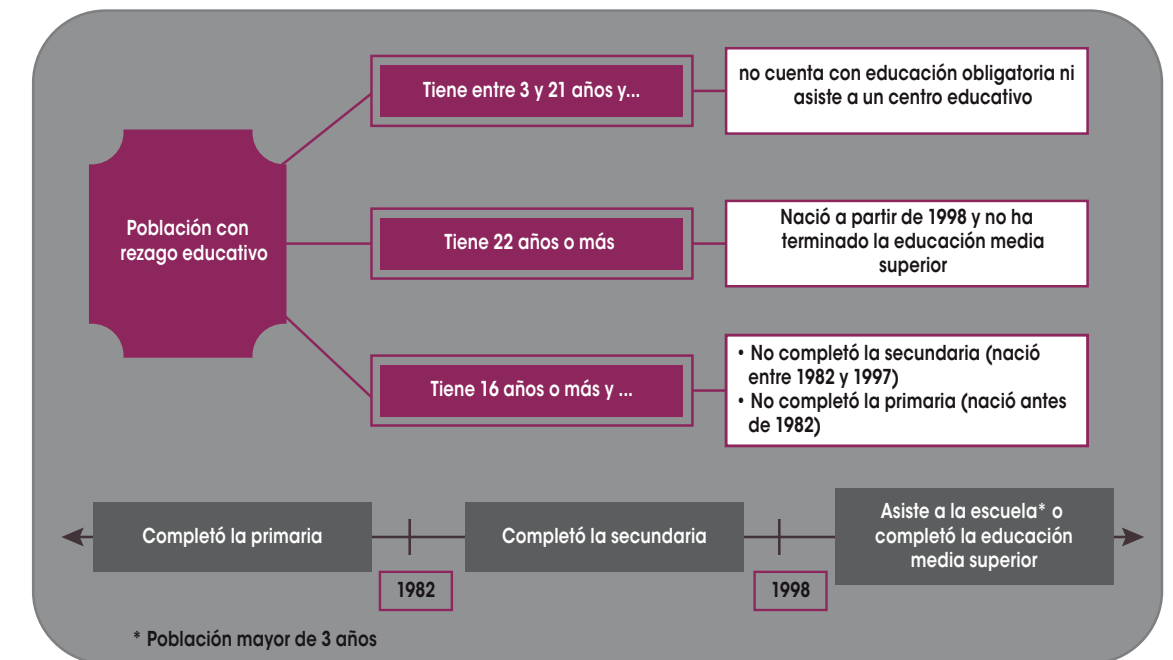 Población con
rezago educativo
Tiene entre 3 y 21 años y...
no cuenta con educación obligatoria ni
asiste a un centro educativo
Tiene 22 años o más
Nació a partir de 1998 y no ha
terminado la educación media
superior
Tiene 16 años o más y ...
• No completó la secundaria (nació
entre 1982 y 1997)
• No completó la primaria (nació antes
de 1982)
Completó la primaria
1982
Completó la secundaria
1998
Asiste a la escuela* o
completó la educación
media superior
* Población mayor de 3 años